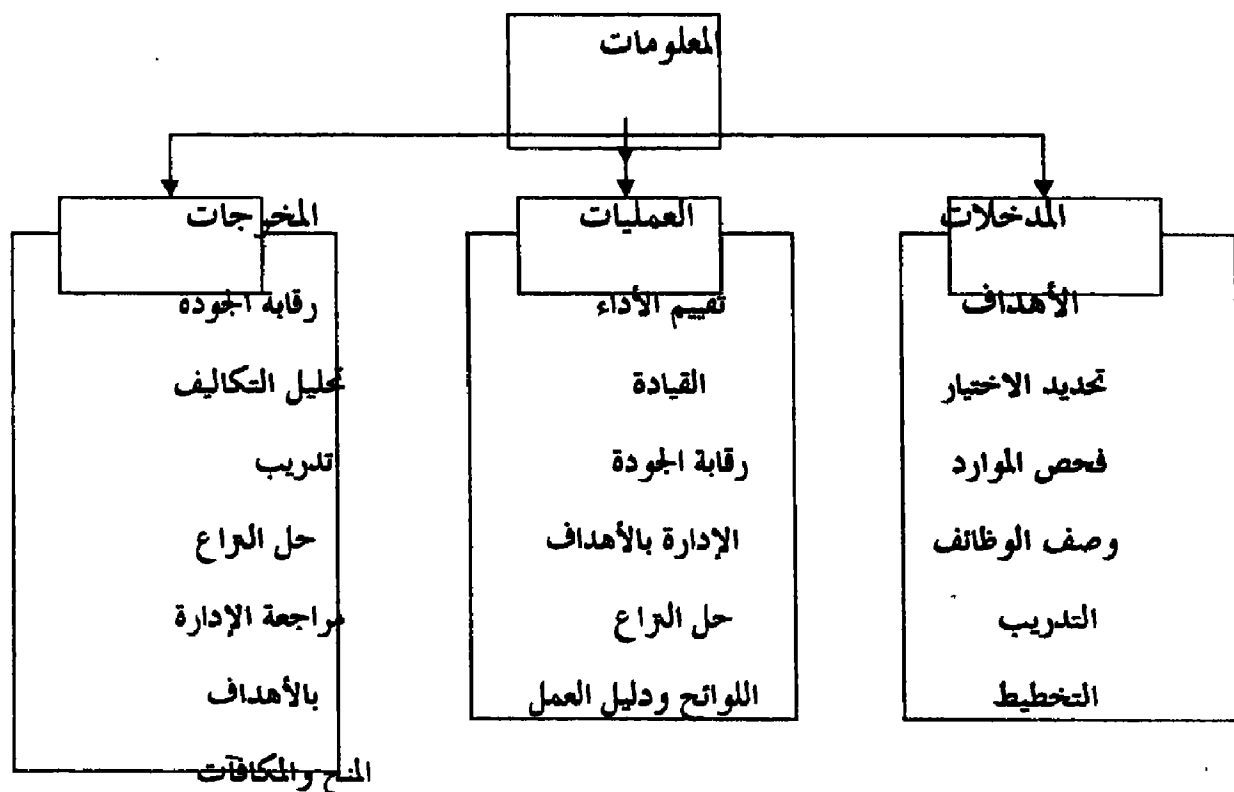 المعلومات
المدخلات
الأهداف
تحديد الاختيار
فحص الموارد
وصف الوظائف
التدريب
التخطيط
العمليات
تقييم الأداء
القيادة
رقابة الجودة
الإدارة بالأهداف
حل النزاع
اللوائح ودليل العمل
المخرجات
رقابة الجودة
تحليل التكاليف
تدريب
حل النزاع
مراجعة الإدارة
بالأهداف
المنح والمكافآت